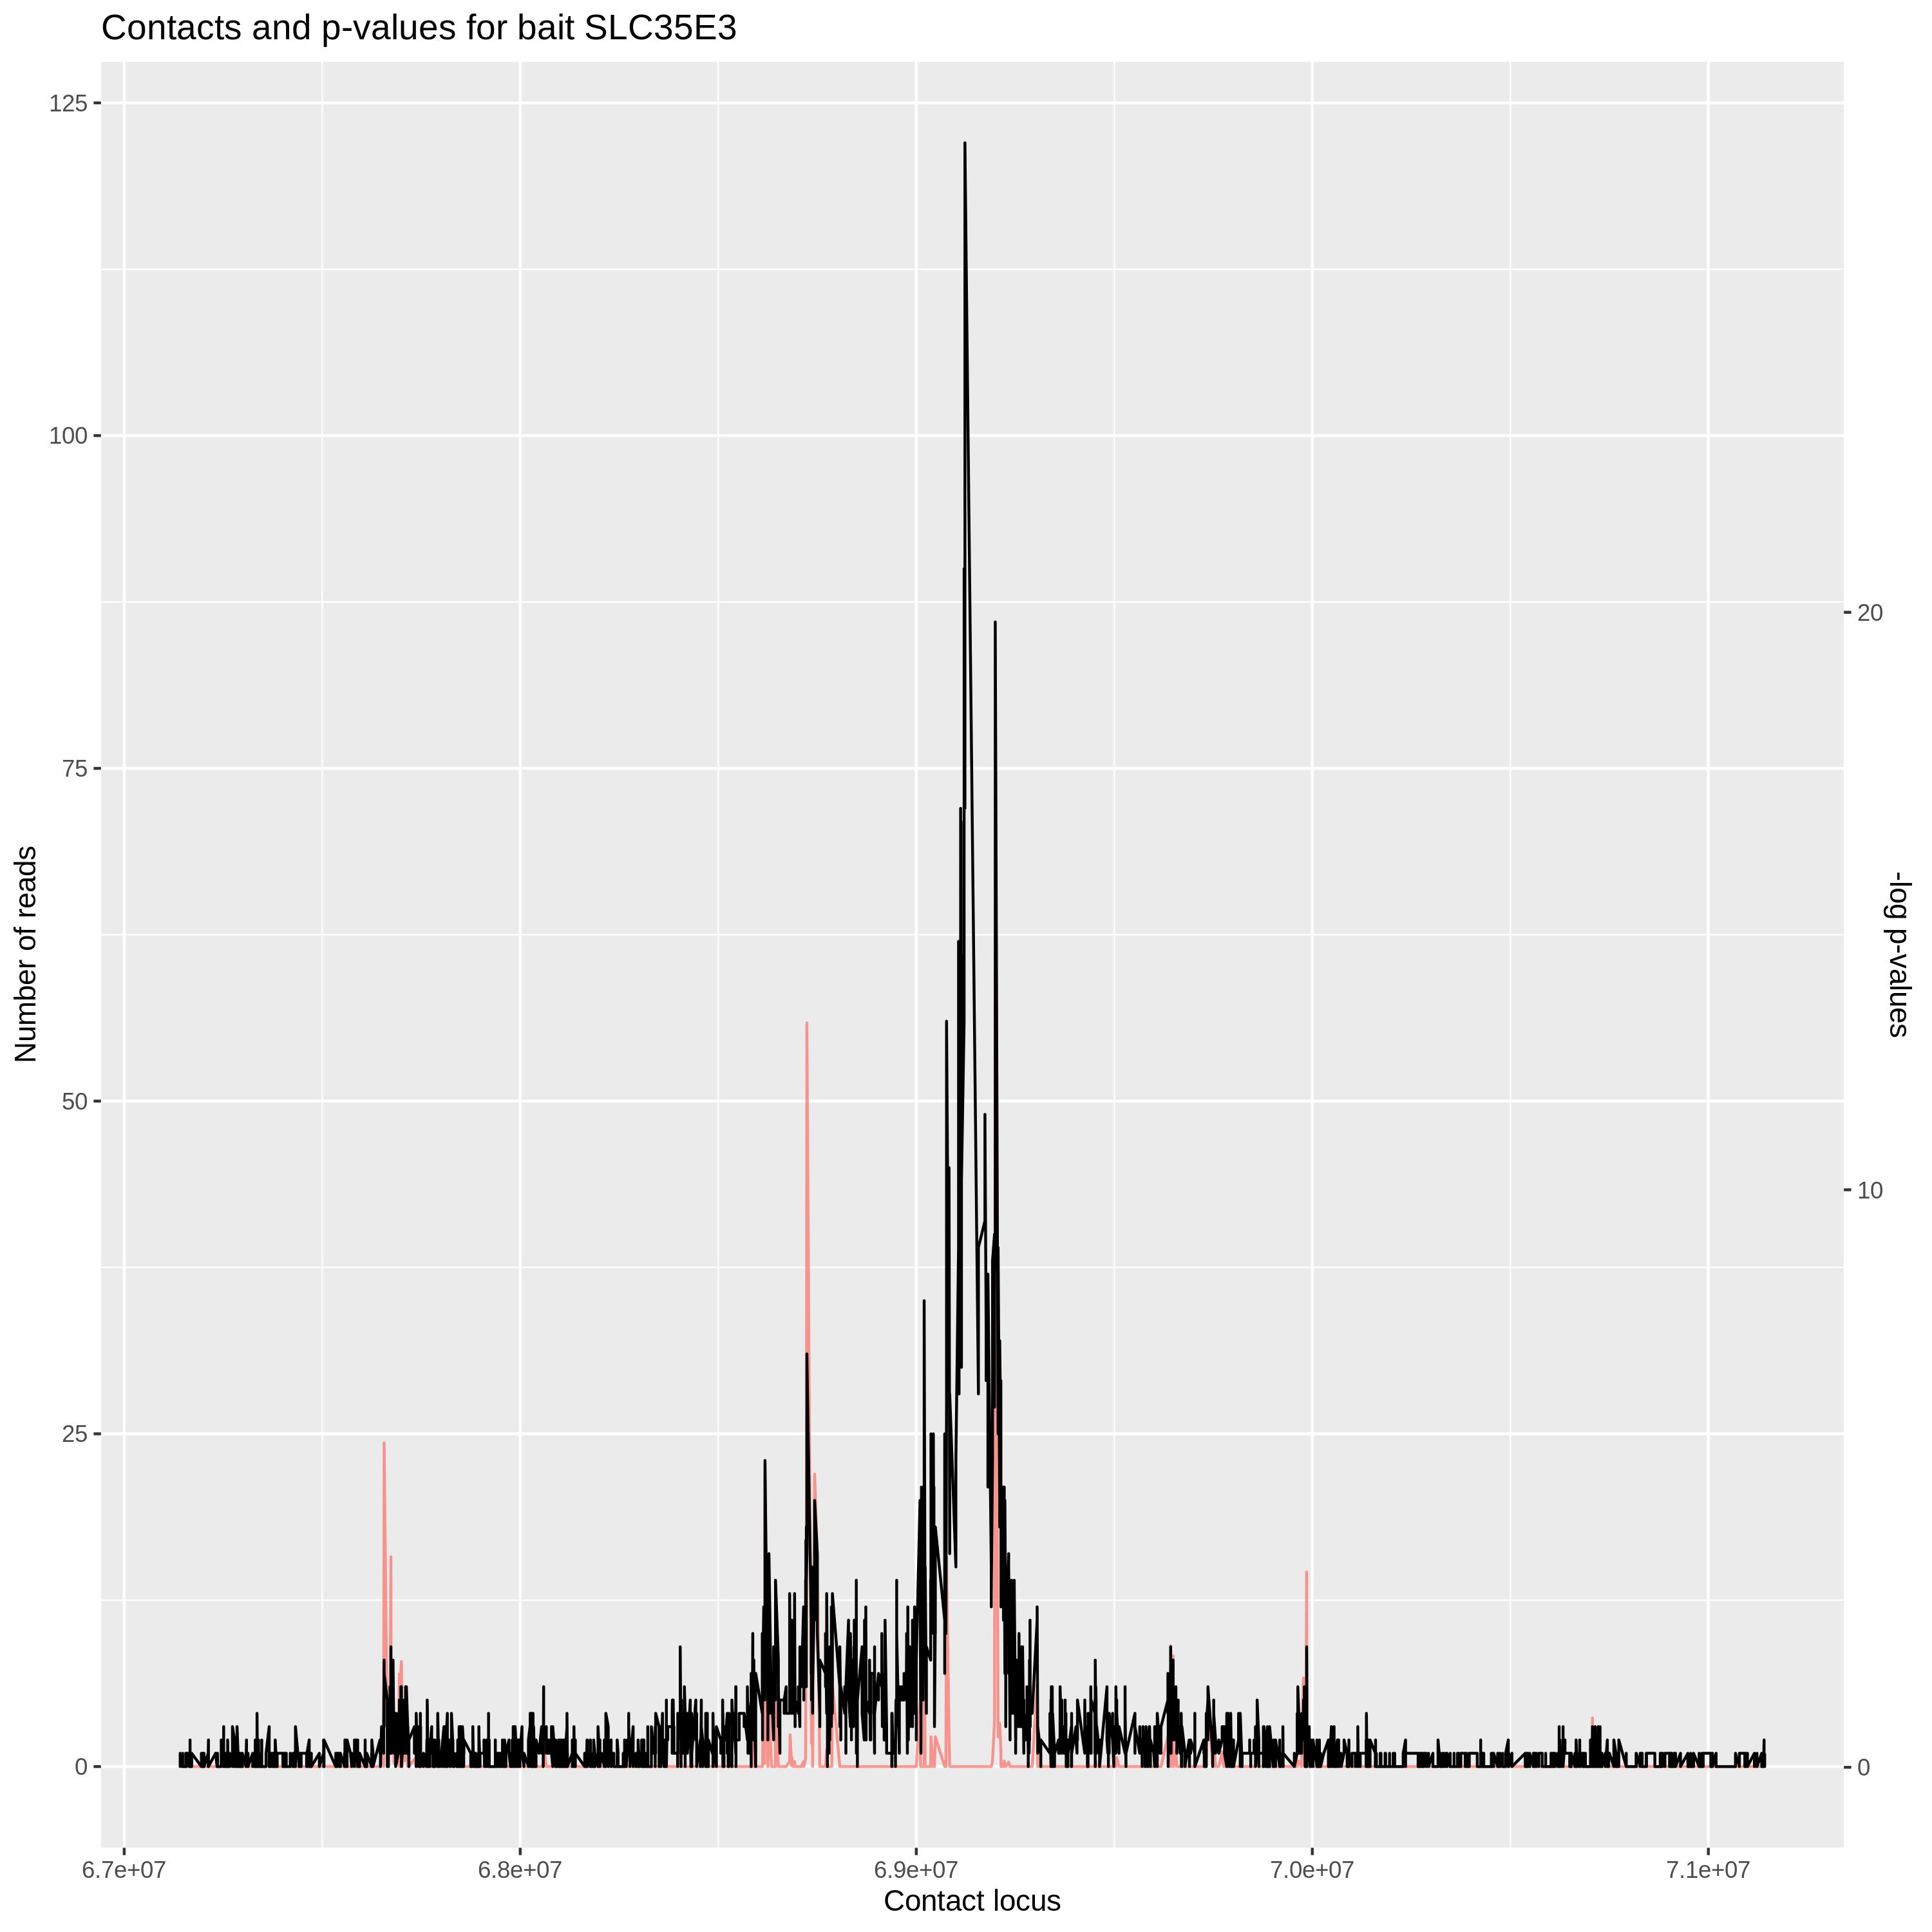 Contacts and p-values for bait SLC35E3
125
100
75
50
25
0
Number of reads
20
10
0
-log p-values
6.7e+07
6.8e+07
6.9e+07
7.0e+07
7.1e+07
Contact locus